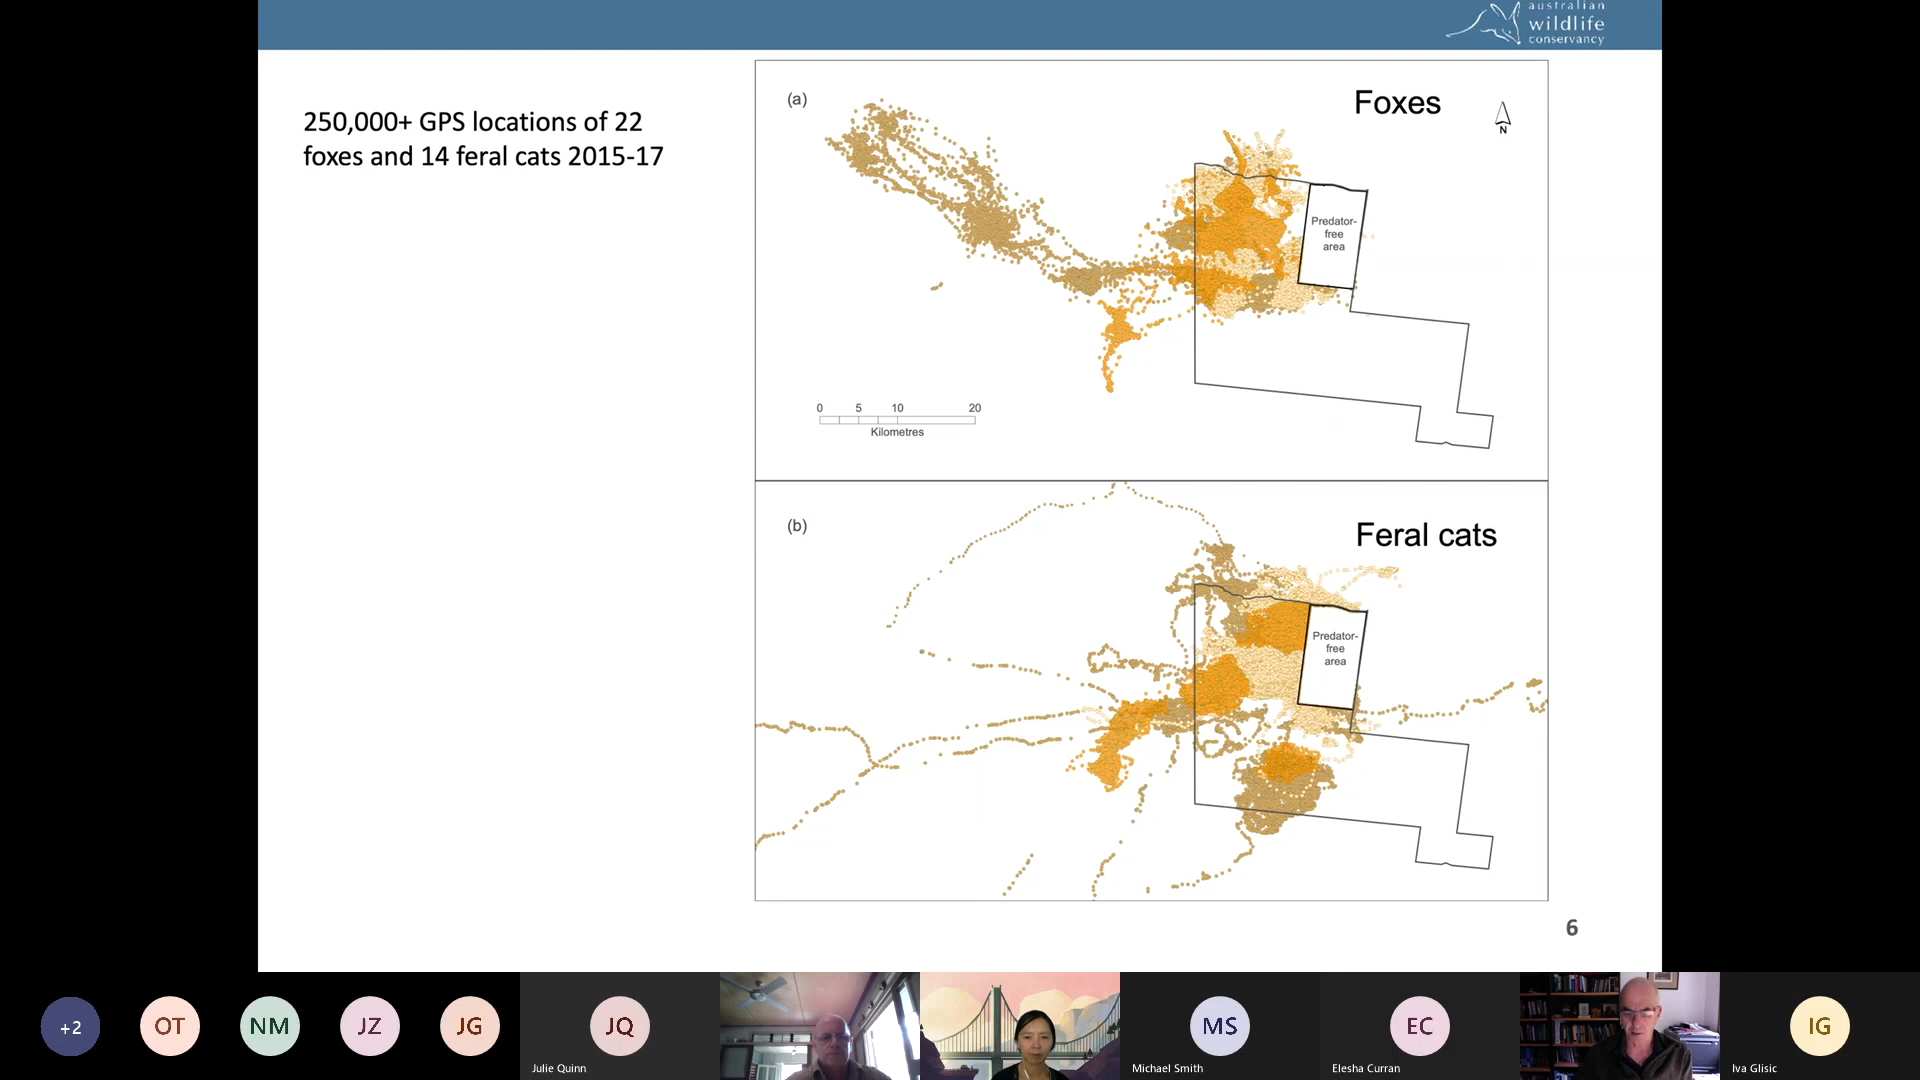 australian
wildlife
conservancy
250,000+ GPS locations of 22
foxes and 14 feral cats 2015-17
(a)
Foxes
N
Predator-
free
area
0 5 10 20
Kilometres
(b)
Feral cats
Predator-
free
area
6
+2
OT
NM
JZ
JG
JQ
MS
EC
IG
Julie Quinn
Michael Smith
Elesha Curran
Iva Glisic